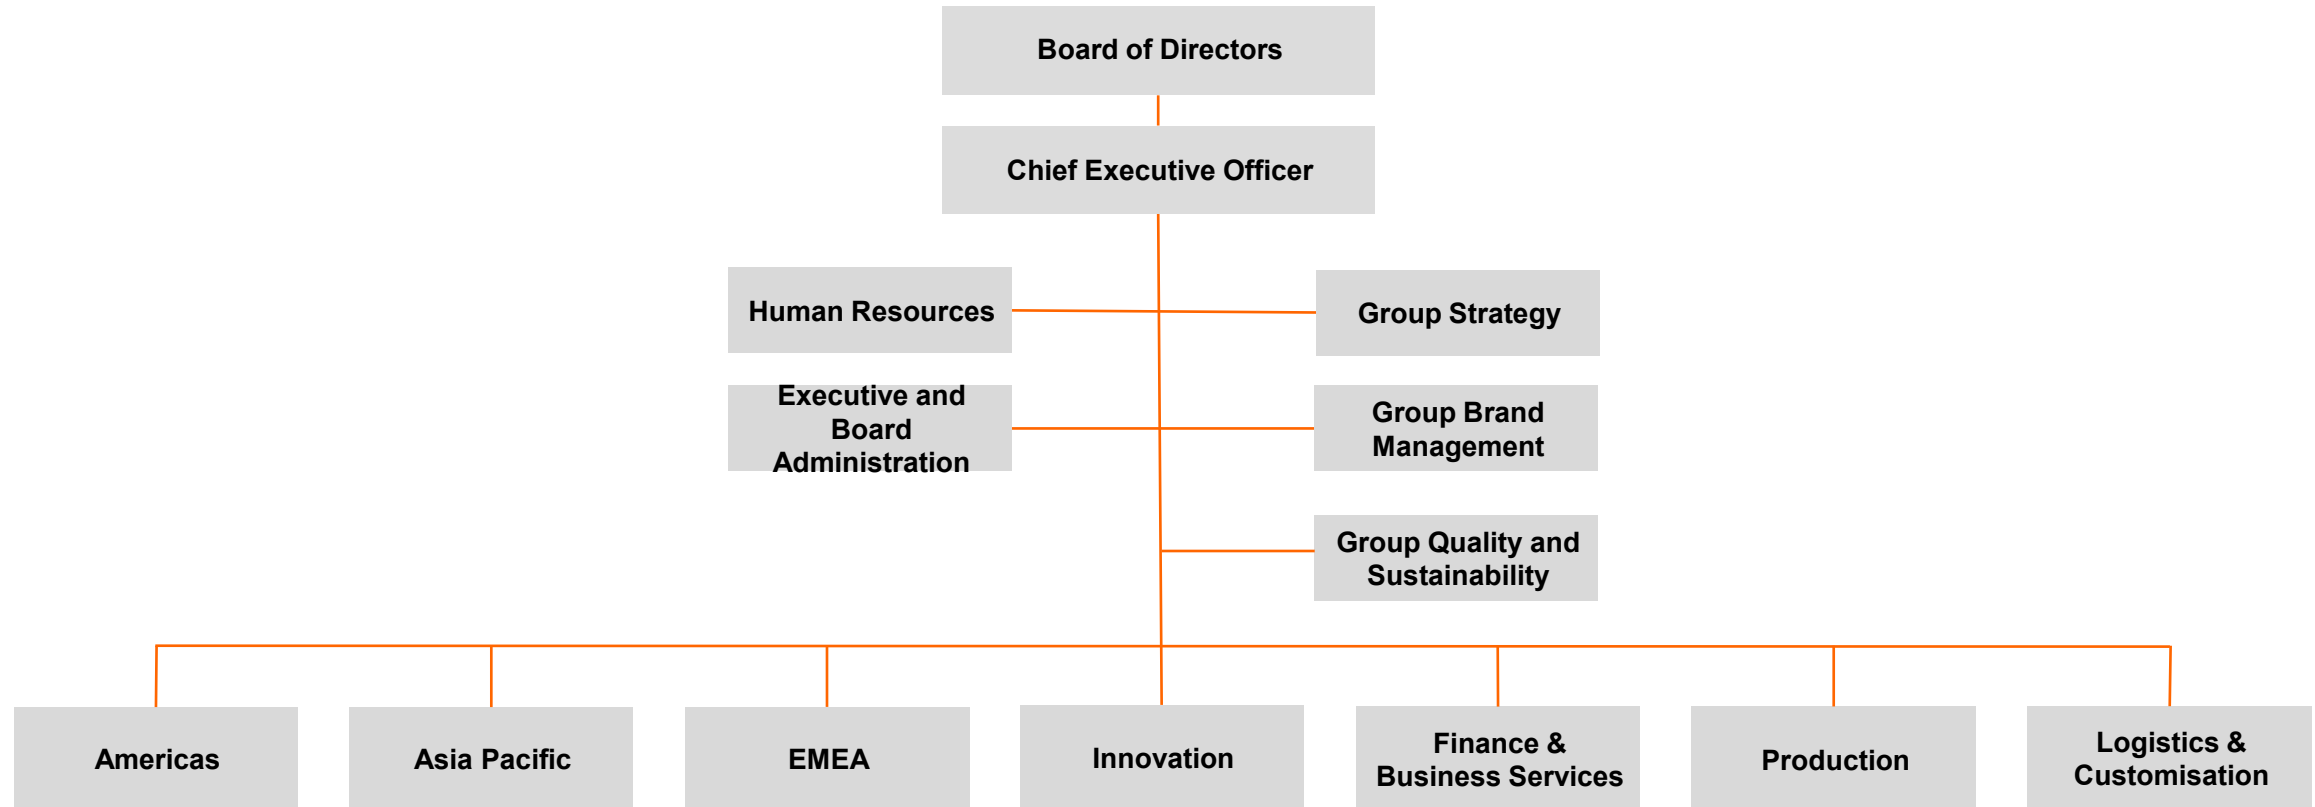 Board of Directors
Chief Executive Officer
Human Resources
Group Strategy
Executive and
Board
Administration
Group Brand
Management
Group Quality and
Sustainability
Americas
Asia Pacific
EMEA
Innovation
Finance &
Business Services
Production
Logistics &
Customisation